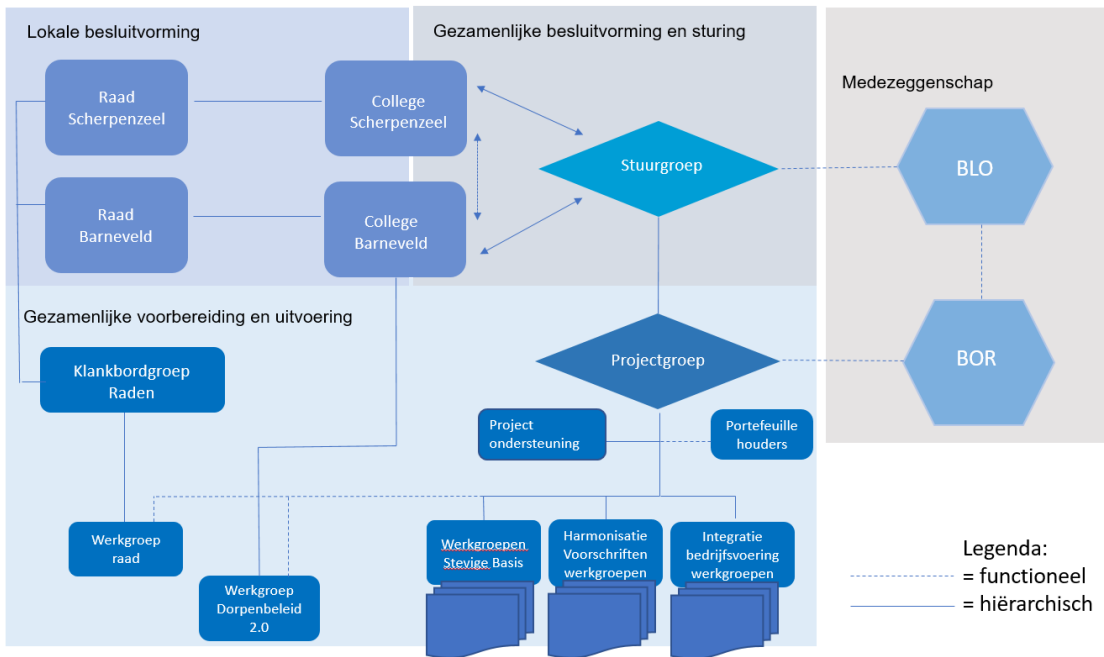 Lokale besluitvorming
Gezamenlijke besluitvorming en sturing
Medezeggenschap
Raad
Scherpenzeel
College
Scherpenzeel
Stuurgroep
BLO
Raad
Barneveld
College
Barneveld
Gezamenlijke voorbereiding en uitvoering
Klankbordgroep
Raden
Projectgroep
BOR
Project
ondersteuning
Portefeuille
houders
Werkgroep
raad
Werkgroep
Dorpenbeleid
2.0
Werkgroepen
Stevige Basis
Harmonisatie
Voorschriften
werkgroepen
Integratie
bedrijfsvoering
werkgroepen
Legenda:
= functioneel
= hiërarchisch